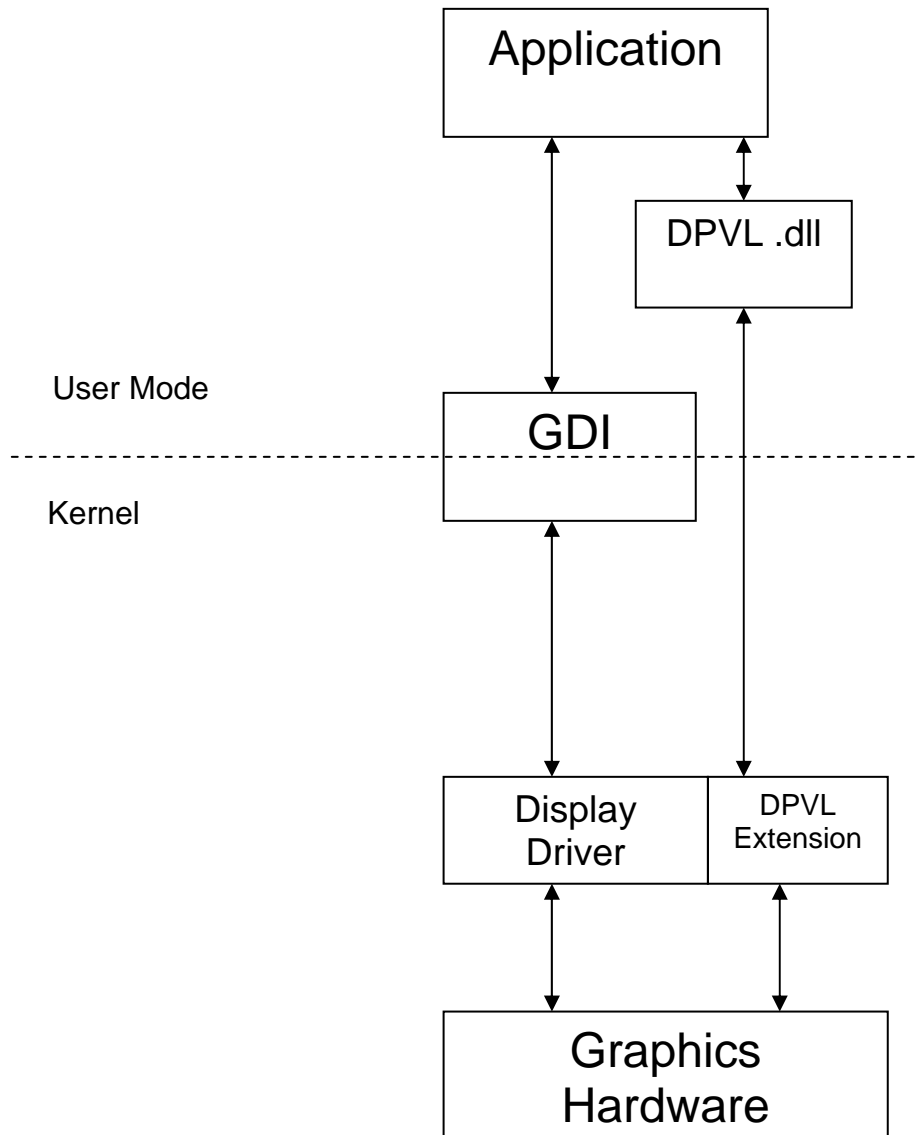 Application
DPVL .dll
User Mode
GDI
Kernel
Display
Driver
DPVL
Extension
Graphics
Hardware